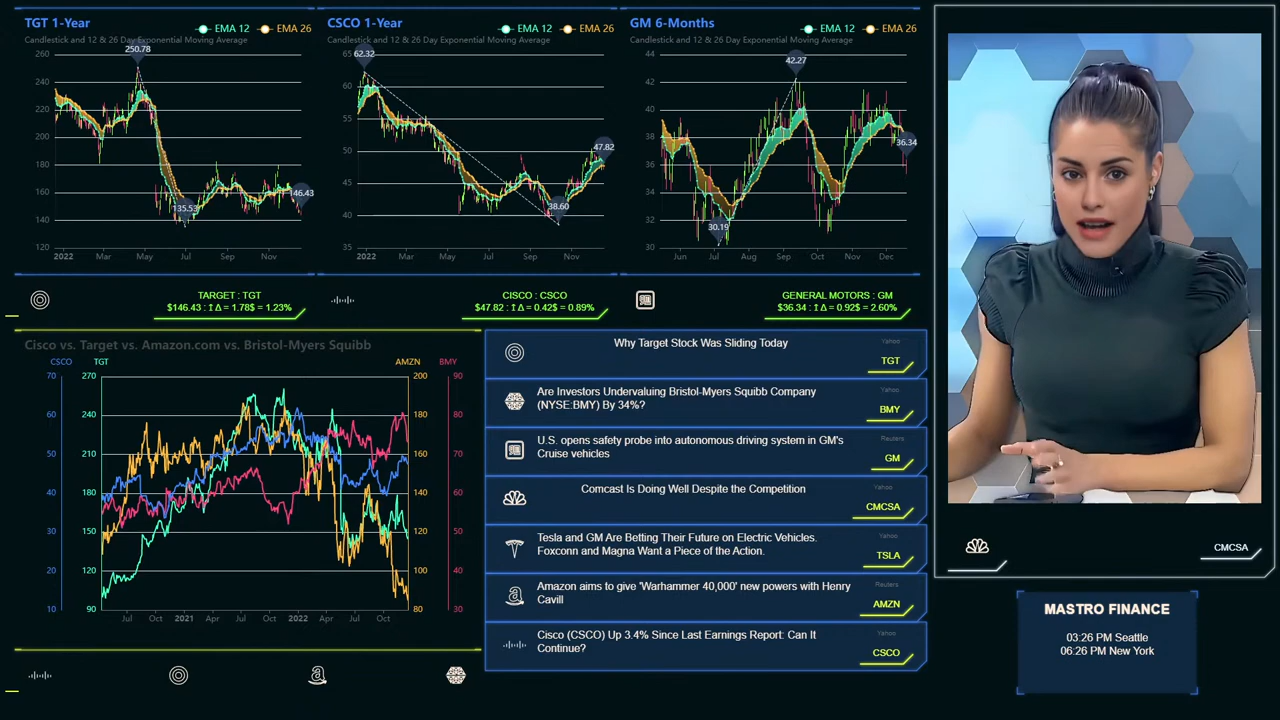 TGT 1-Year
EMA 12
EMA 26
Candlestick and 12 & 26 Day Exponential Moving Average
260
240
220
200
180
160
140
120
250.78
135.53
146.43
2022
Mar
May
Jul
Sep
Nov
CSCO 1-Year
EMA 12
EMA 26
Candlestick and 12 & 26 Day Exponential Moving Average
65
60
55
50
45
40
35
62.32
38.60
47.82
2022
Mar
May
Jul
Sep
Nov
GM 6-Months
EMA 12
EMA 26
Candlestick and 12 & 26 Day Exponential Moving Average
44
42
40
38
36
34
32
30
42.27
30.19
36.34
Jun
Jul
Aug
Sep
Oct
Nov
Dec
TARGET : TGT
$146.43 : ↥ Δ = 1.78$ = 1.23%
CISCO : CSCO
$47.82 : ↥ Δ = 0.42$ = 0.89%
GENERAL MOTORS : GM
$36.34 : ↥ Δ = 0.92$ = 2.60%
Cisco vs. Target vs. Amazon.com vs. Bristol-Myers Squibb
CSCO
70
60
50
40
30
20
10
TGT
270
240
210
180
150
120
90
AMZN
200
180
160
140
120
100
80
BMY
90
80
70
60
50
40
30
Jul
Oct
2021
Apr
Jul
Oct
2022
Apr
Jul
Oct
Why Target Stock Was Sliding Today
Yahoo
TGT
Are Investors Undervaluing Bristol-Myers Squibb Company
(NYSE:BMY) By 34%?
Yahoo
BMY
U.S. opens safety probe into autonomous driving system in GM's
Cruise vehicles
Reuters
GM
Comcast Is Doing Well Despite the Competition
Yahoo
CMCSA
Tesla and GM Are Betting Their Future on Electric Vehicles.
Foxconn and Magna Want a Piece of the Action.
Yahoo
TSLA
Amazon aims to give 'Warhammer 40,000' new powers with Henry
Cavill
Reuters
AMZN
Cisco (CSCO) Up 3.4% Since Last Earnings Report: Can It
Continue?
Yahoo
CSCO
CMCSA
MASTRO FINANCE
03:26 PM Seattle
06:26 PM New York